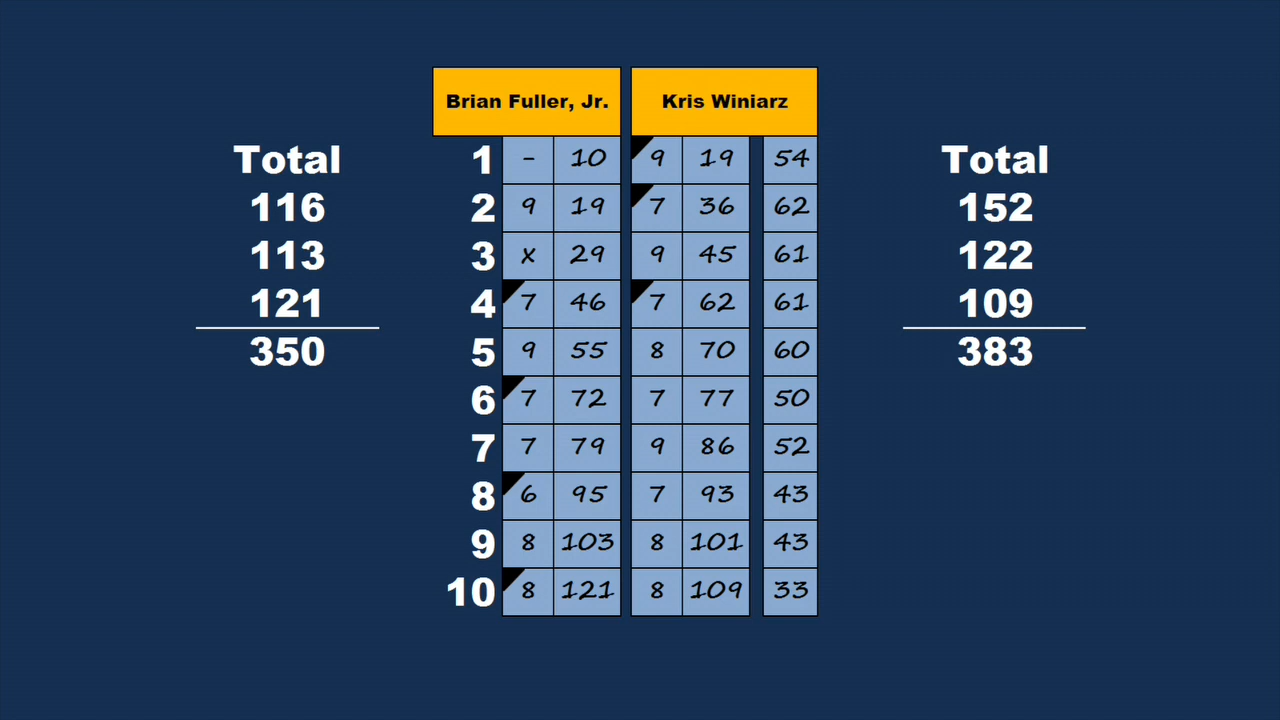 Brian Fuller, Jr. Kris Winiarz
Total 1 - 10 9 19 54 Total
116 2 9 19 7 36 62 152
113 3 x 29 9 45 61 122
121 4 7 46 7 62 61 109
350 5 9 55 8 70 60 383
6 7 72 7 77 50
7 7 79 9 86 52
8 6 95 7 93 43
9 8 103 8 101 43
10 8 121 8 109 33